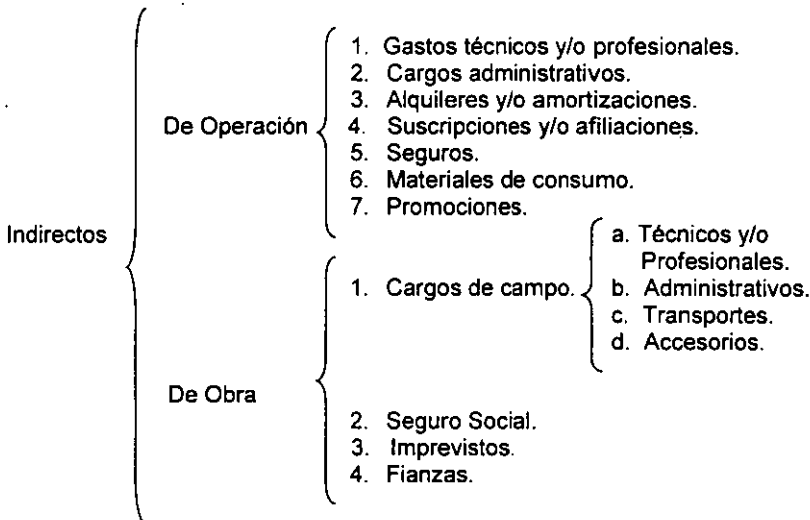 Indirectos
De Operación
1. Gastos técnicos y/o profesionales.
2. Cargos administrativos.
3. Alquileres y/o amortizaciones.
4. Suscripciones y/o afiliaciones.
5. Seguros.
6. Materiales de consumo.
7. Promociones.
De Obra
1. Cargos de campo.
a. Técnicos y/o
Profesionales.
b. Administrativos.
c. Transportes.
d. Accesorios.
2. Seguro Social.
3. Imprevistos.
4. Fianzas.